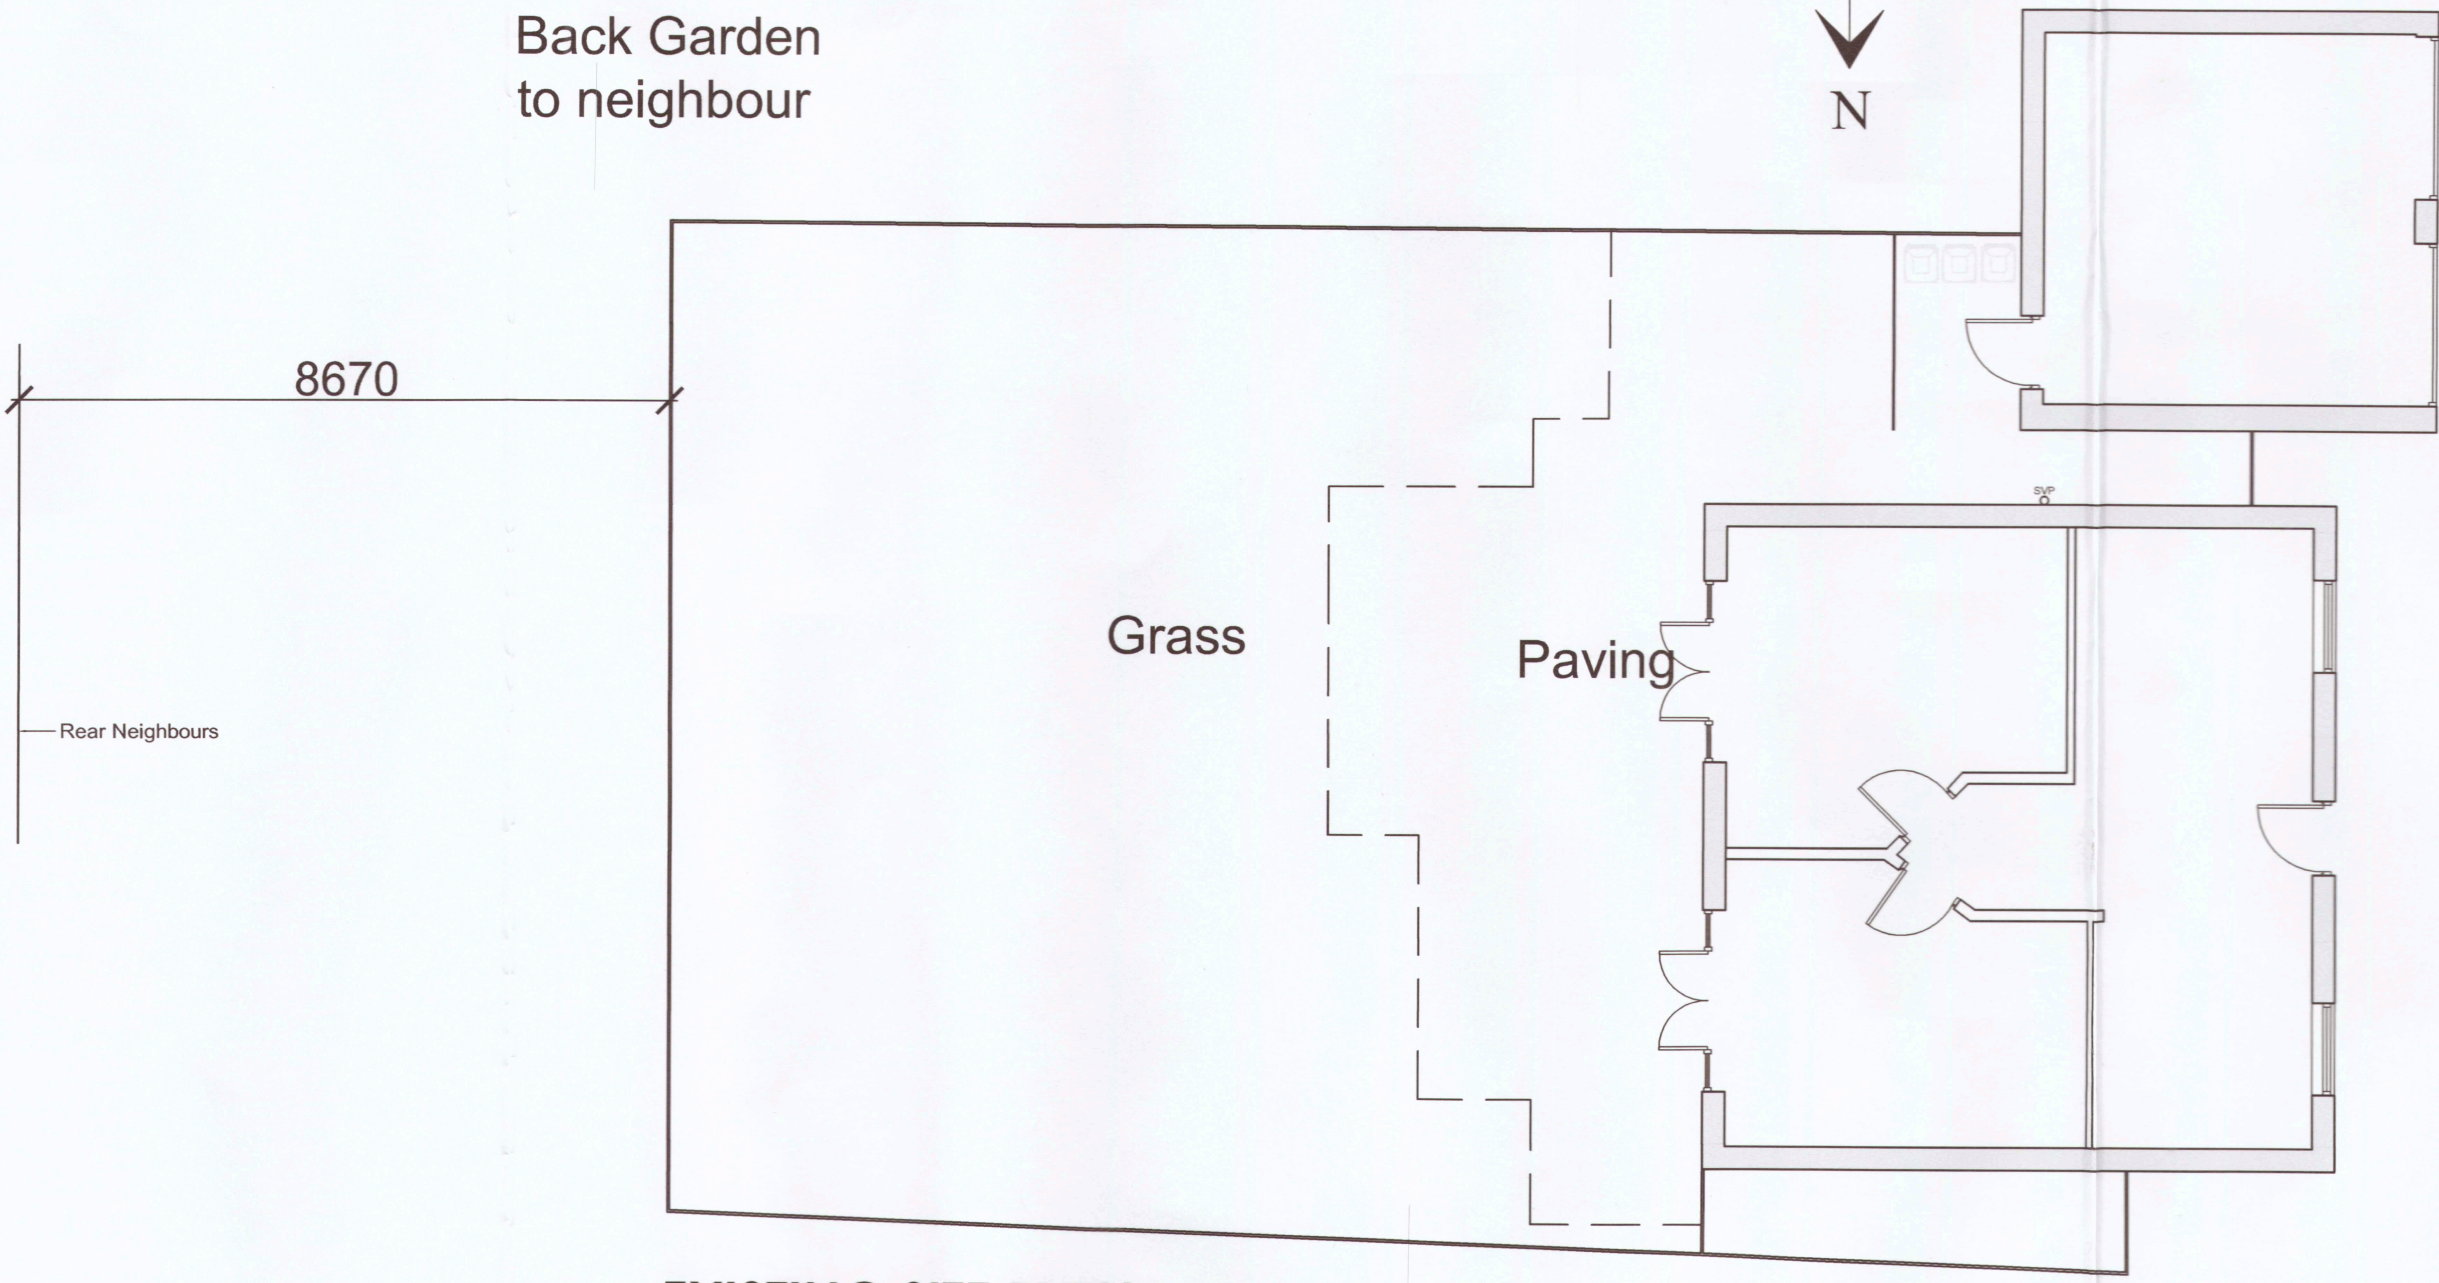 Back Garden
to neighbour
N
8670
SVP
Grass
Paving
Rear Neighbours